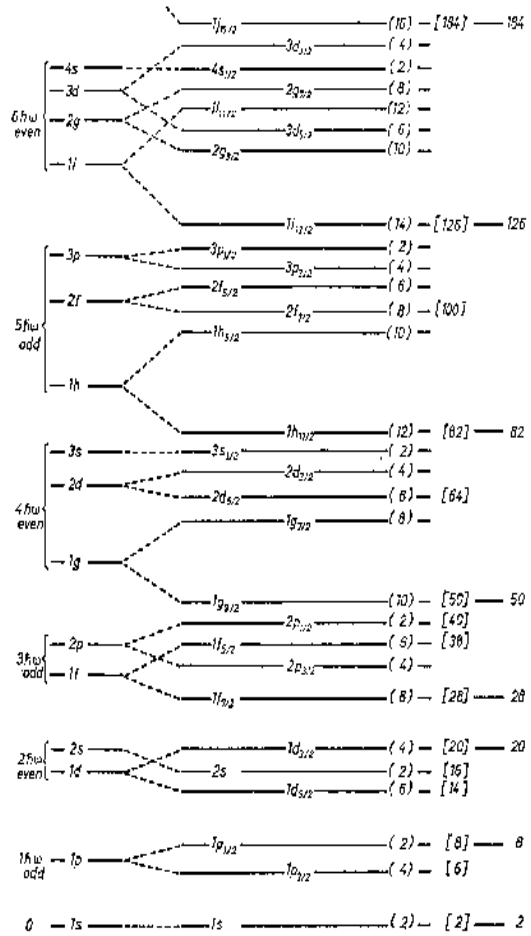 1j15/2 (16) [184] 184
3d3/2 (4)
4s 4s1/2 (2)
3d 2g7/2 (8)
6ħω even 1i11/2 (12)
2g 3d5/2 (6)
2g9/2 (10)
1i
1i13/2 (14) [126] 126
3p 3p1/2 (2)
3p3/2 (4)
2f5/2 (6)
2f 2f7/2 (8) [100]
5ħω odd 1h9/2 (10)
1h
1h11/2 (12) [82] 82
3s 3s1/2 (2)
2d 2d3/2 (4)
2d5/2 (6) [64]
4ħω even 1g7/2 (8)
1g
1g9/2 (10) [50] 50
2p1/2 (2) [40]
2p 1f5/2 (6) [38]
3ħω odd 2p3/2 (4)
1f 1f7/2 (8) [28] 28
2s 1d3/2 (4) [20] 20
2ħω even 1d 2s (2) [16]
1d5/2 (6) [14]
1p1/2 (2) [8] 8
1ħω odd 1p 1p3/2 (4) [6]
0 1s 1s (2) [2] 2